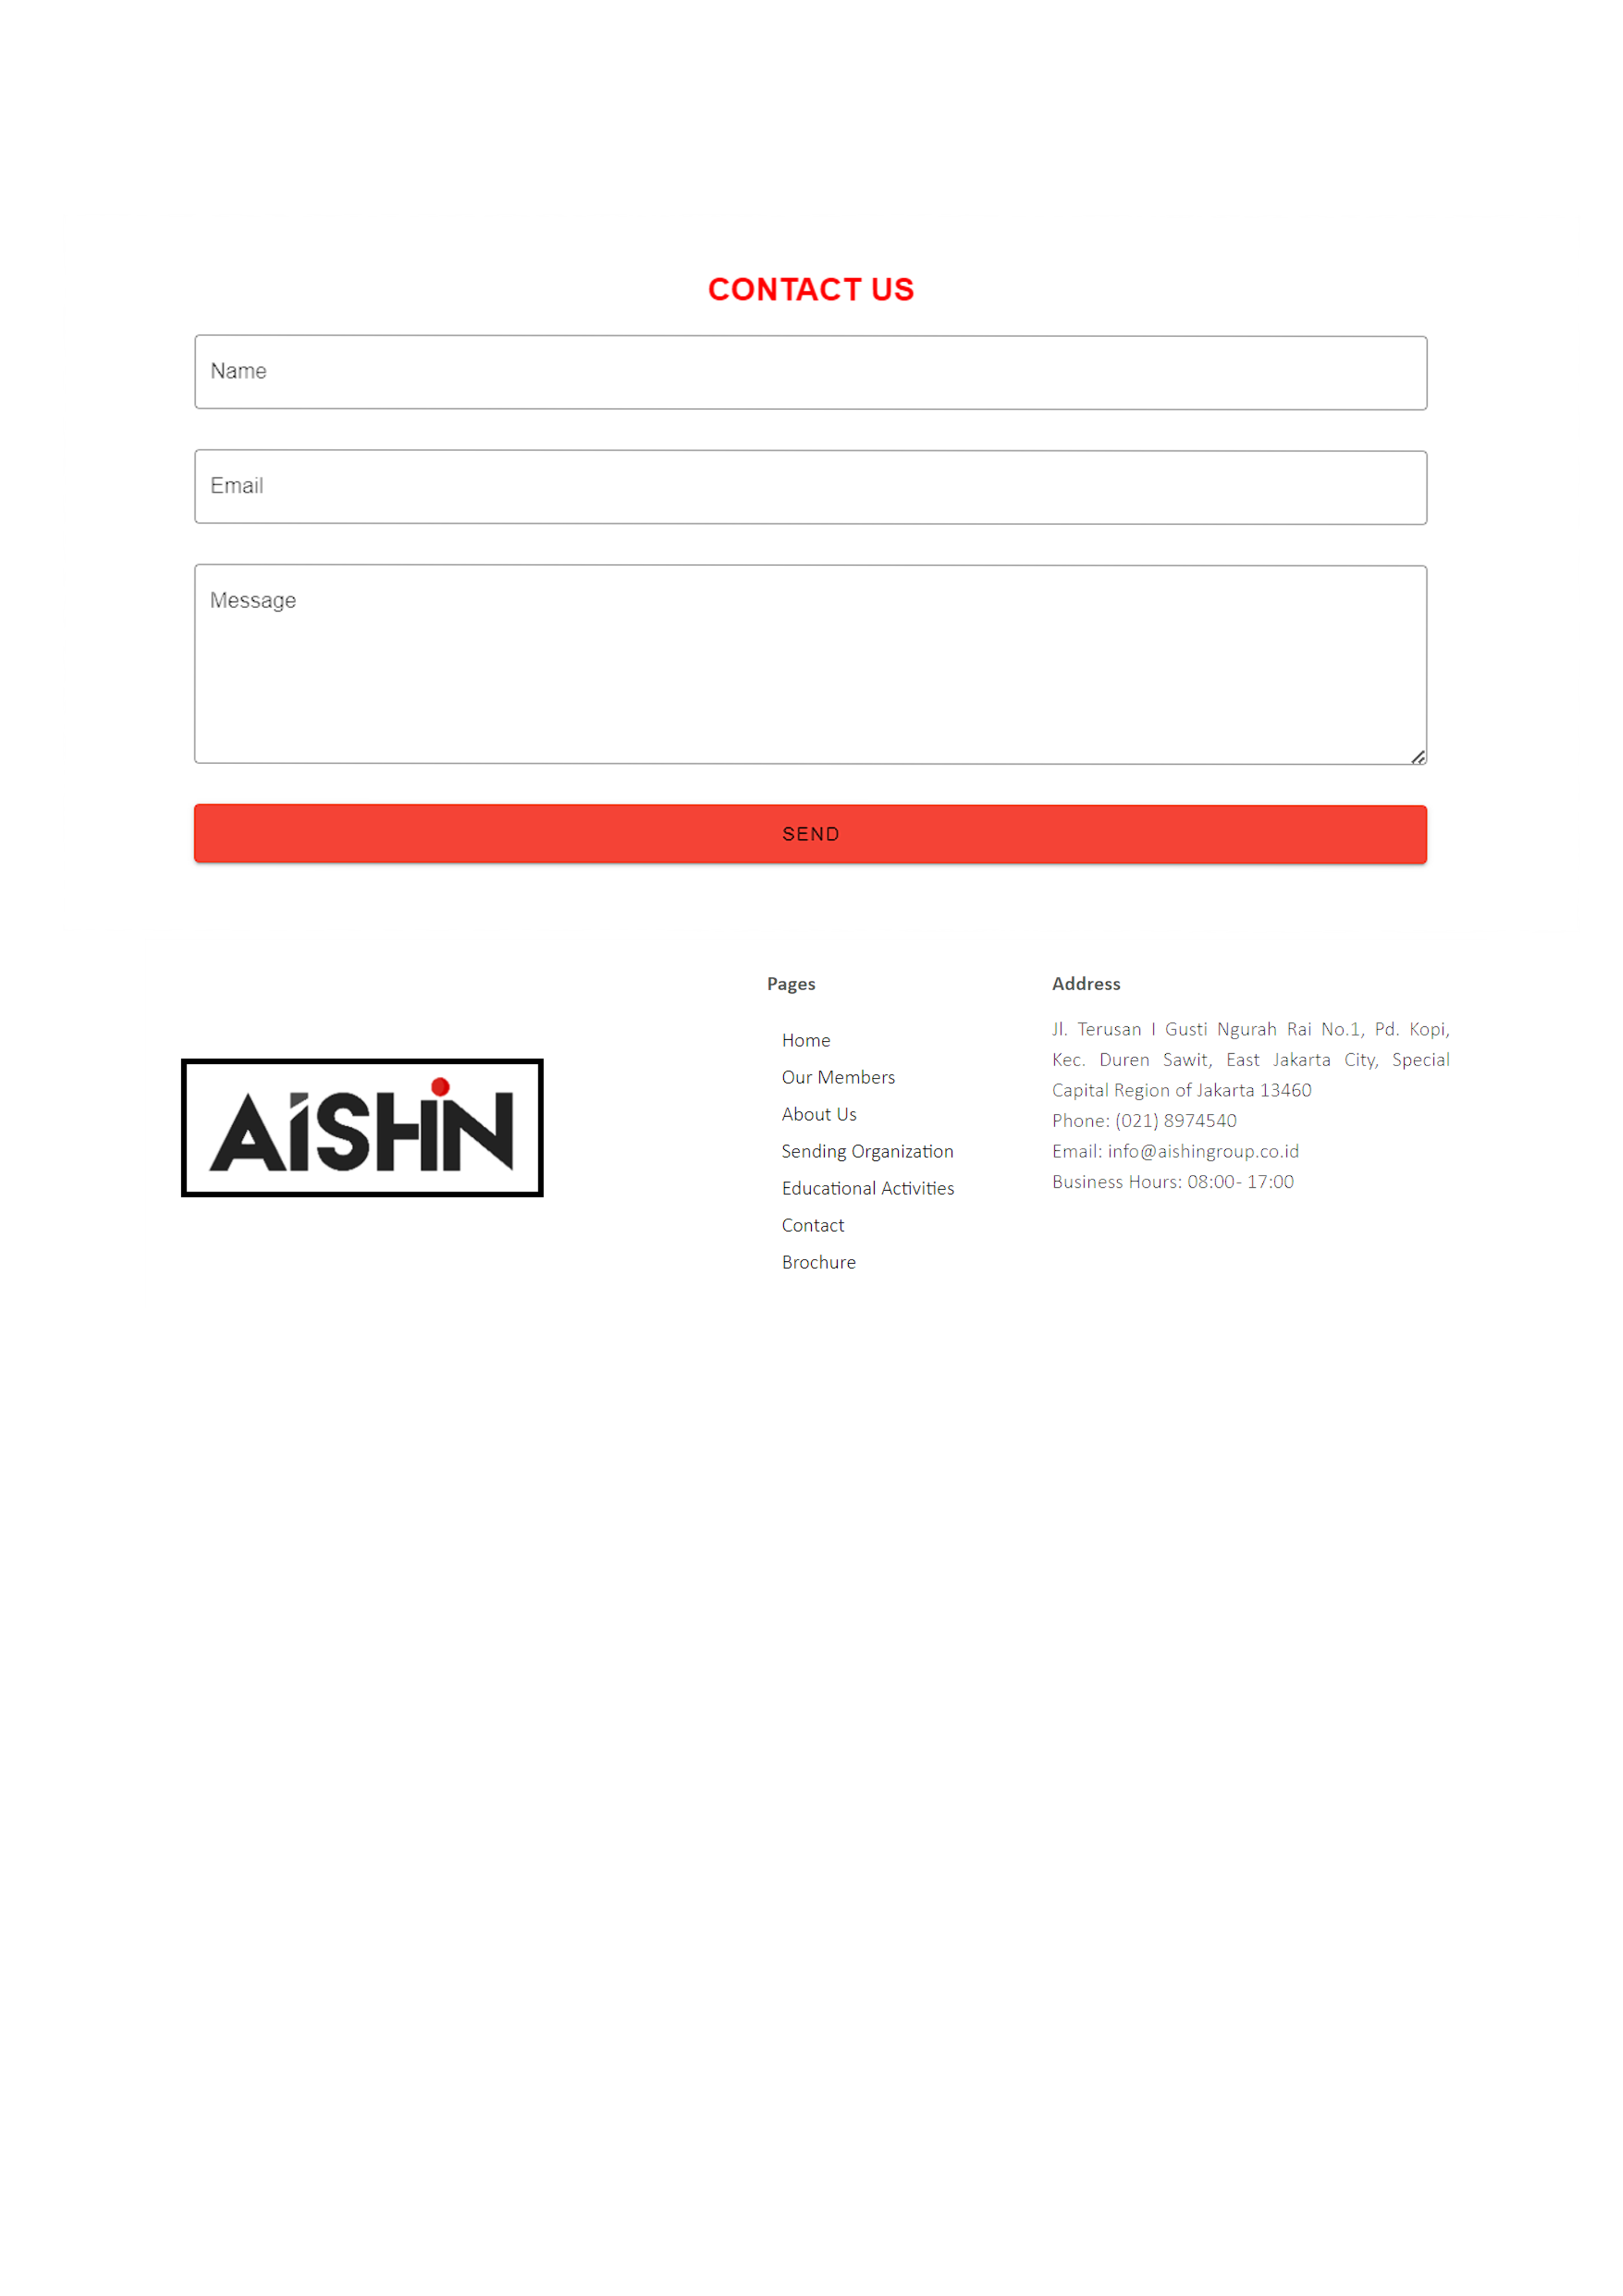 CONTACT US
Name
Email
Message
SEND
AiSHiN
Pages
Home
Our Members
About Us
Sending Organization
Educational Activities
Contact
Brochure
Address
Jl. Terusan I Gusti Ngurah Rai No.1, Pd. Kopi,
Kec. Duren Sawit, East Jakarta City, Special
Capital Region of Jakarta 13460
Phone: (021) 8974540
Email: info@aishingroup.co.id
Business Hours: 08:00- 17:00